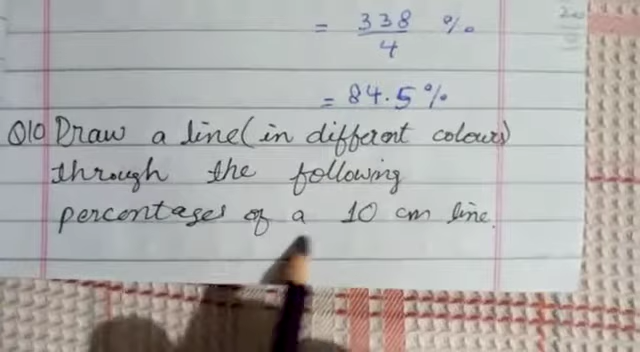 = 338/4 %
= 84.5%
Q10 Draw a line (in different colours)
through the following
percentages of a 10 cm line.